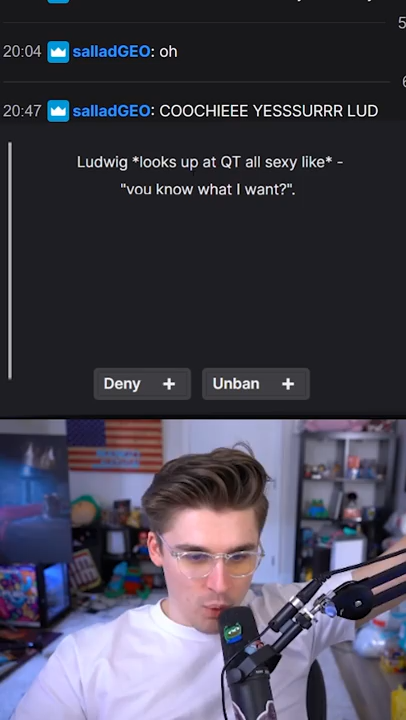 20:04 salladGEO: oh
20:47 salladGEO: COOCHIEEE YESSSURRR LUD
Ludwig *looks up at QT all sexy like* -
"you know what I want?".
Deny +
Unban +